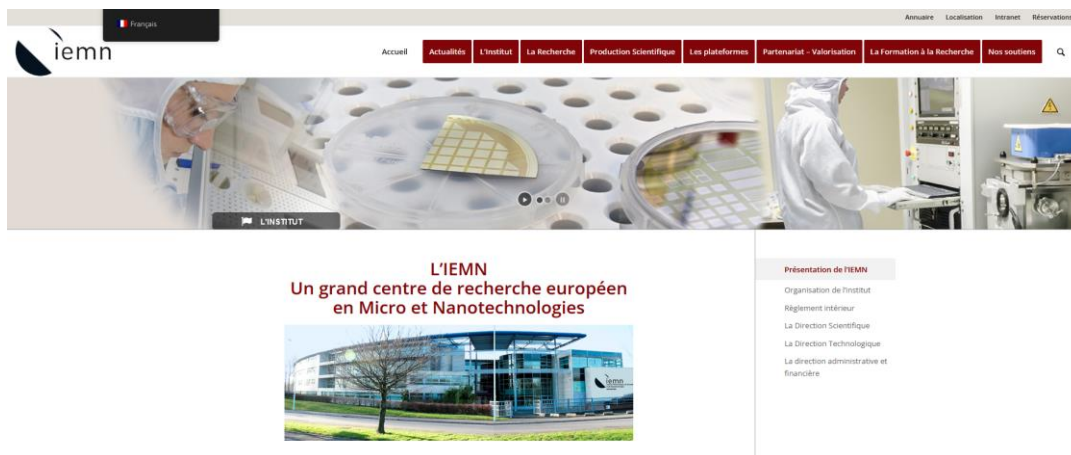 Annuaire Localisation Intranet Réservations
Français
iemn
Accueil Actualités L'Institut La Recherche Production Scientifique Les plateformes Partenariat – Valorisation La Formation à la Recherche Nos soutiens
L'INSTITUT
L'IEMN
Un grand centre de recherche européen
en Micro et Nanotechnologies
iemn
Présentation de l'IEMN
Organisation de l'Institut
Règlement intérieur
La Direction Scientifique
La Direction Technologique
La direction administrative et
financière